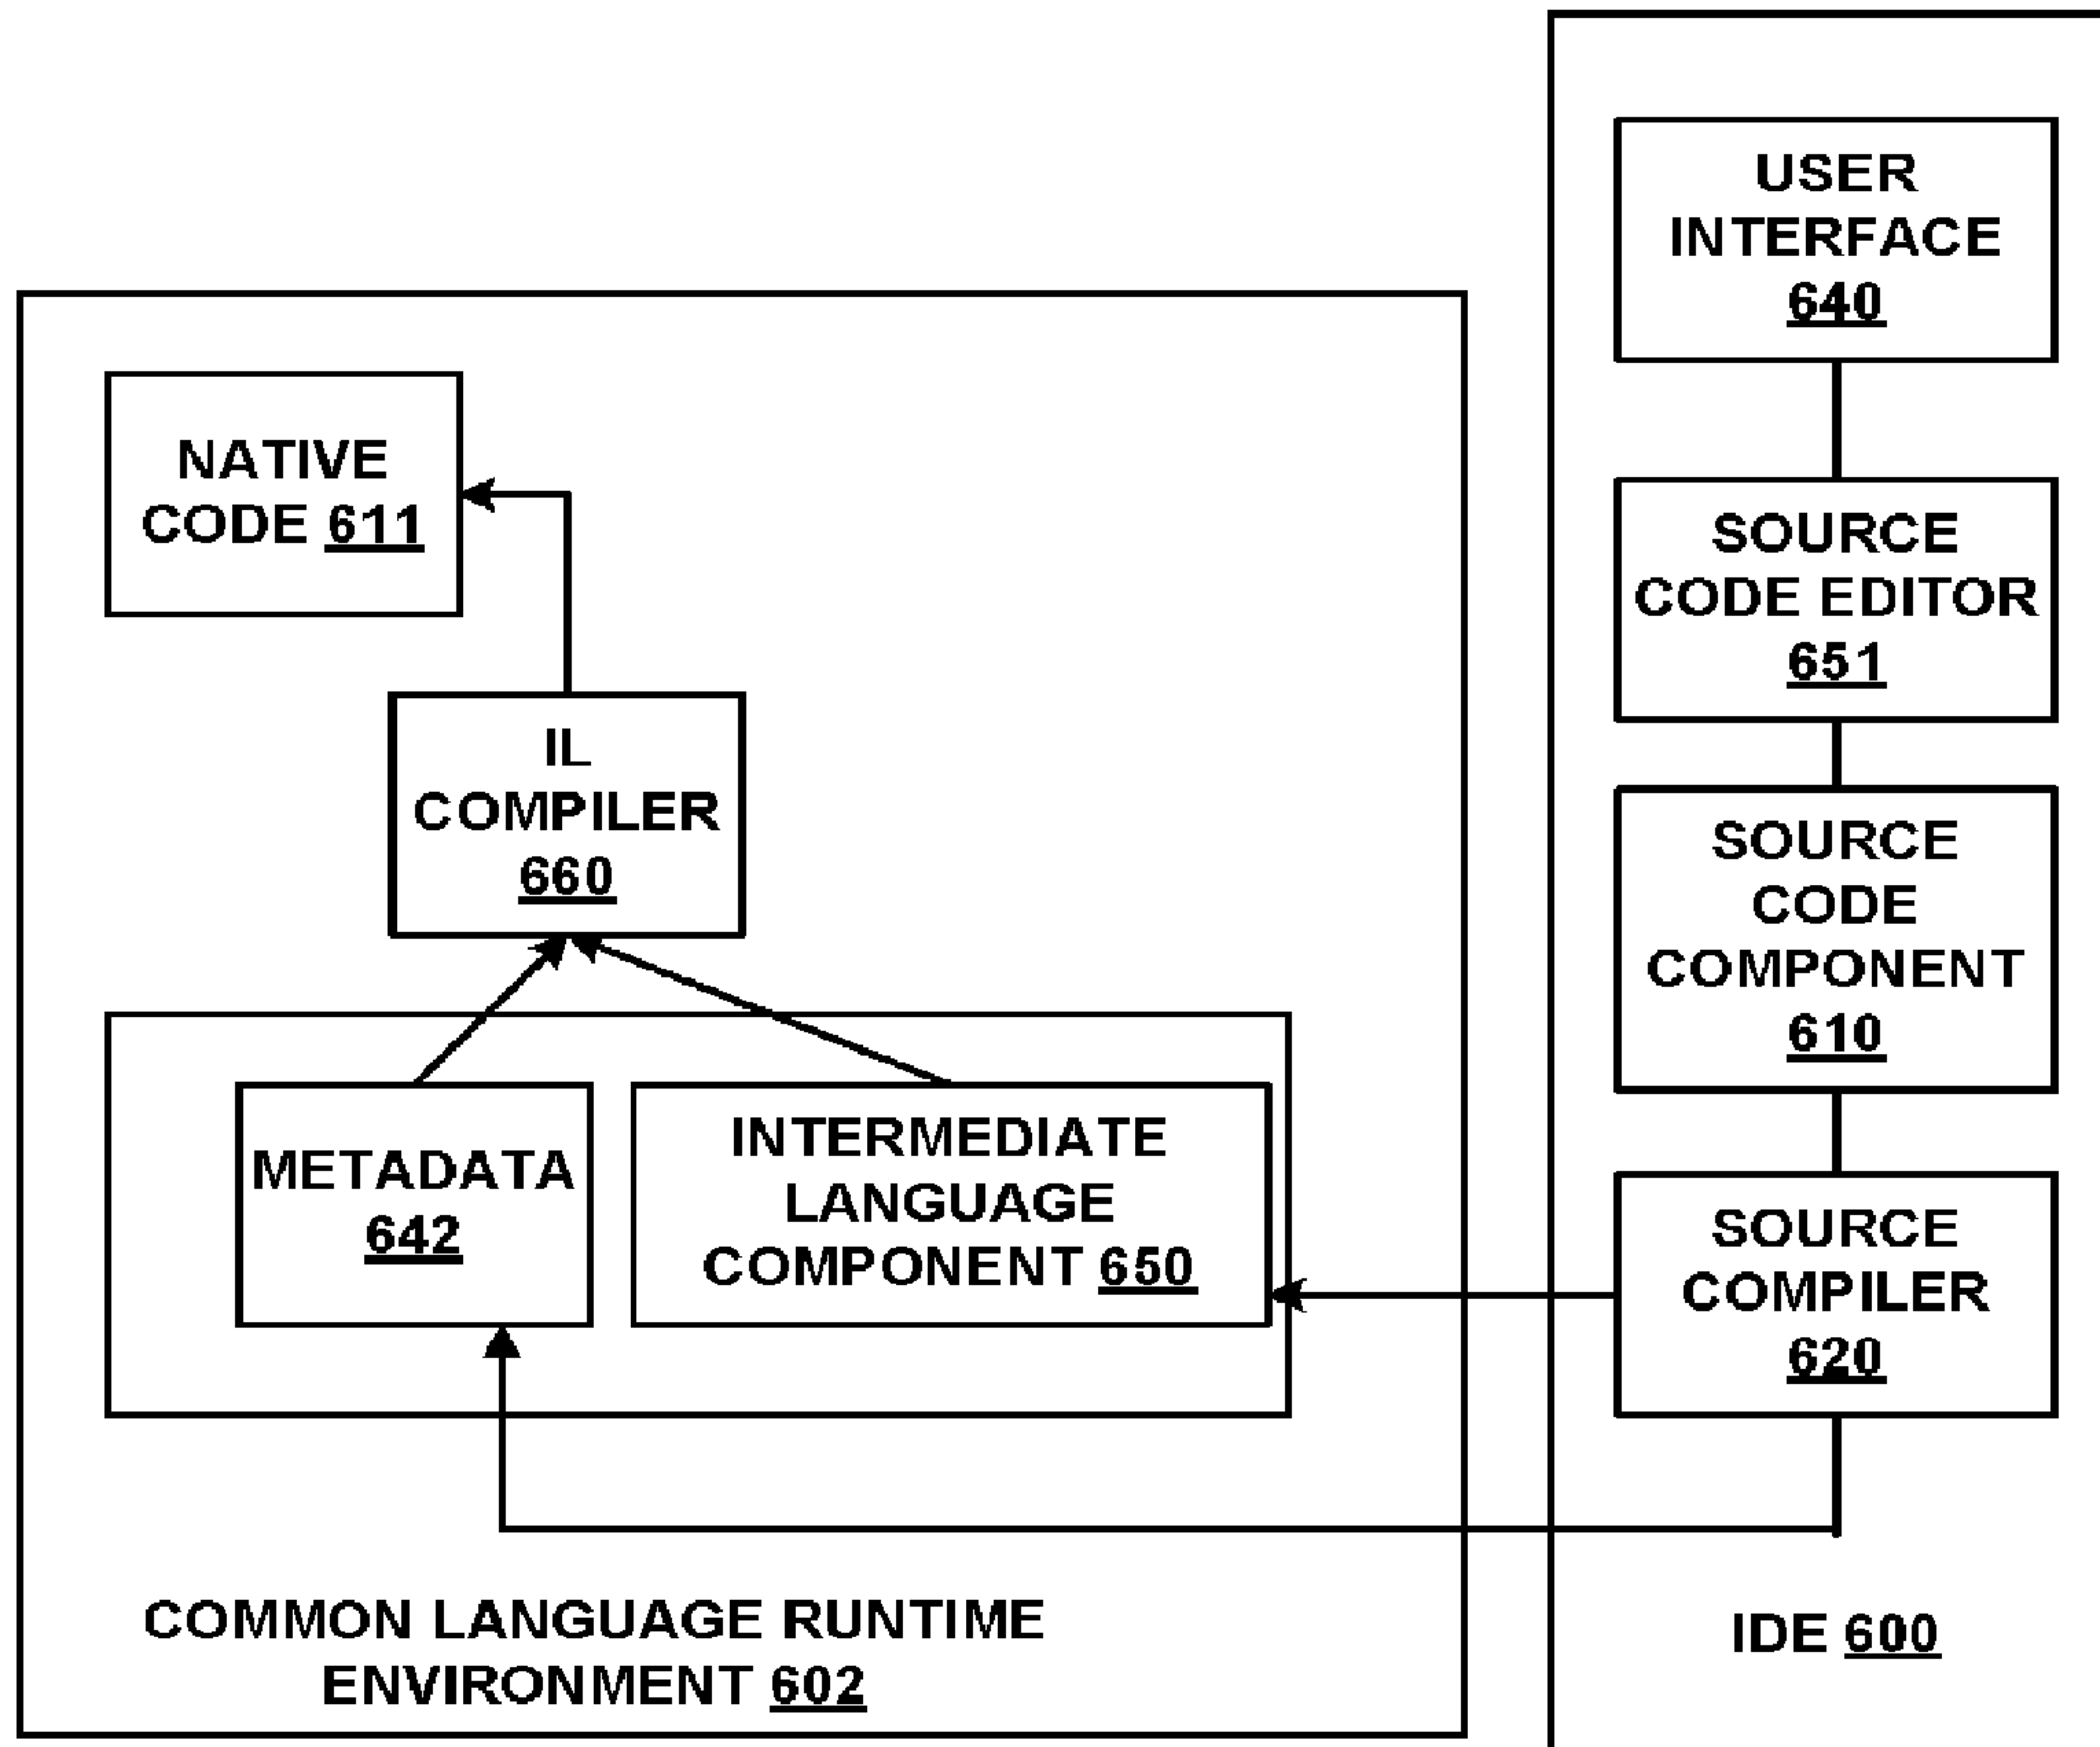 USER
INTERFACE
640
NATIVE
CODE 611
SOURCE
CODE EDITOR
651
IL
COMPILER
660
SOURCE
CODE
COMPONENT
610
METADATA
642
INTERMEDIATE
LANGUAGE
COMPONENT 650
SOURCE
COMPILER
620
COMMON LANGUAGE RUNTIME
ENVIRONMENT 602
IDE 600